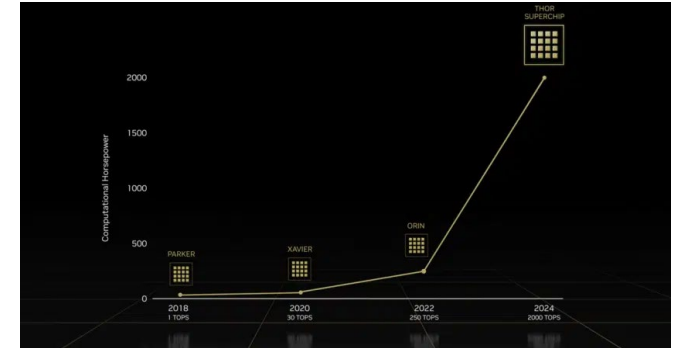 THOR
SUPERCHIP
2000
1500
Computational Horsepower
1000
500
ORIN
XAVIER
PARKER
0
2018
1 TOPS
2020
30 TOPS
2022
250 TOPS
2024
2000 TOPS